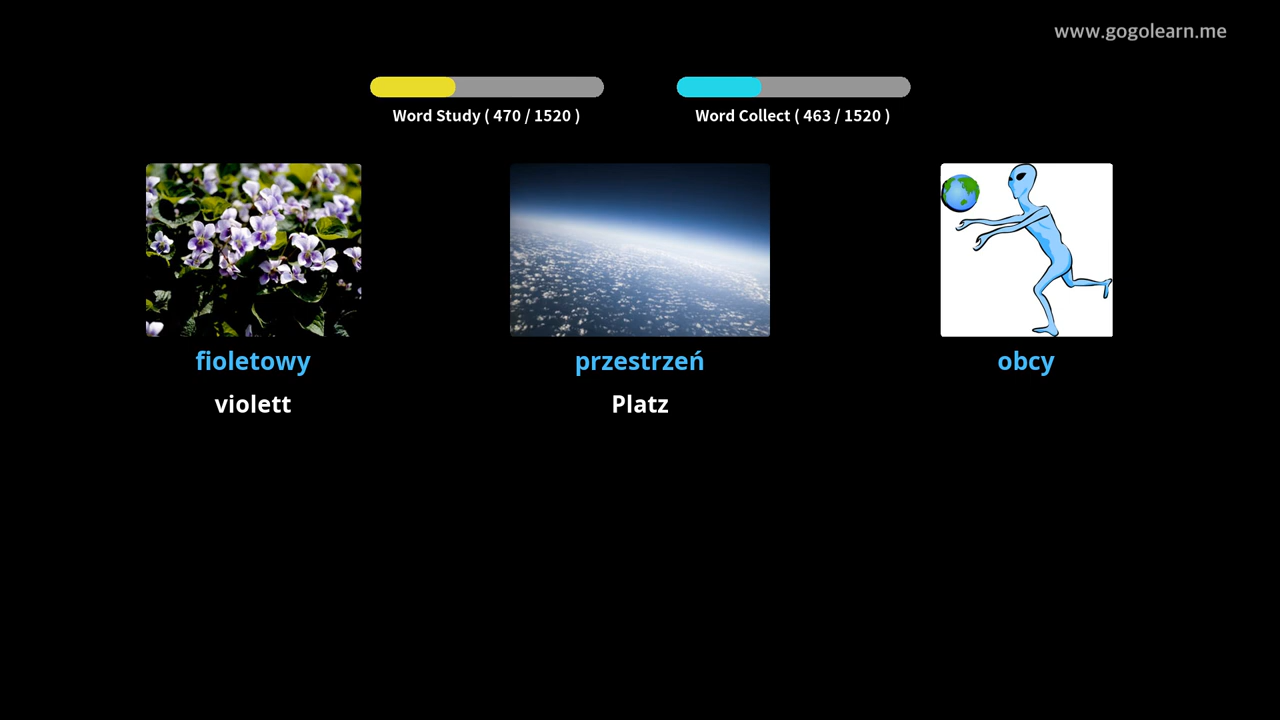 www.gogolearn.me
Word Study ( 470 / 1520 )
Word Collect ( 463 / 1520 )
fioletowy
przestrzeń
obcy
violett
Platz